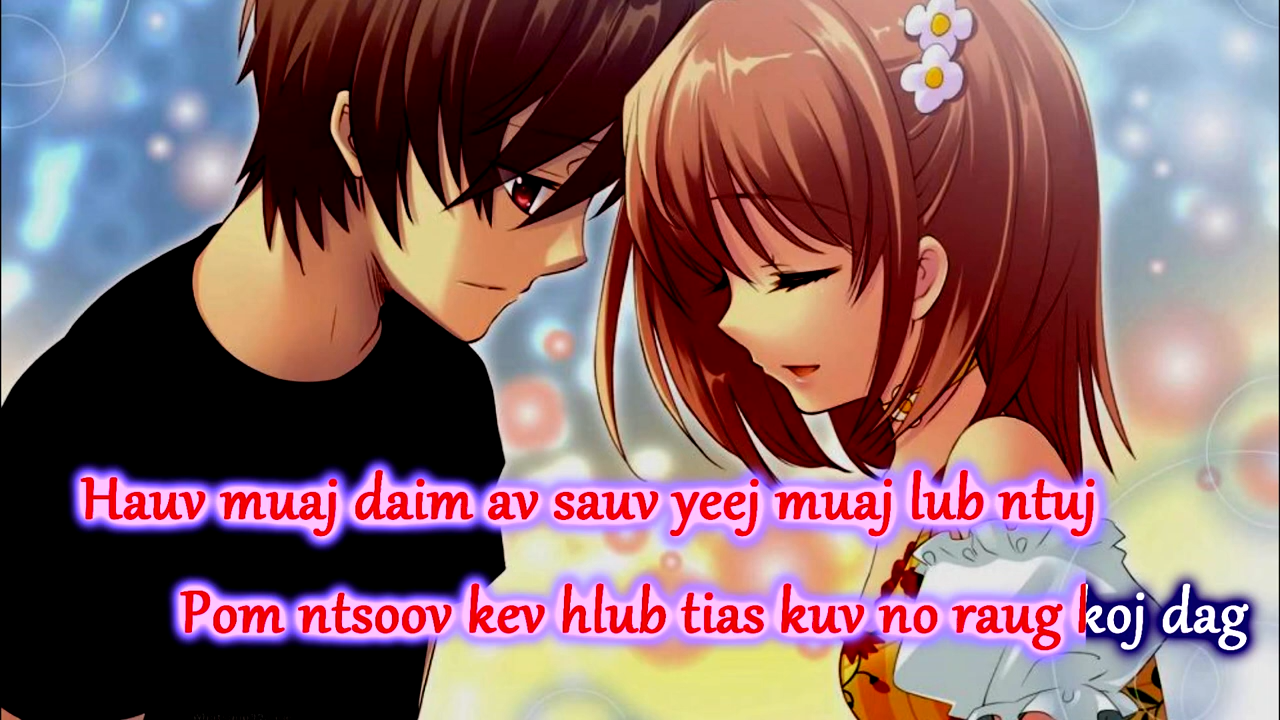 Hauv muaj daim av sauv yeej muaj lub ntuj
Pom ntsoov kev hlub tias kuv no raug koj dag